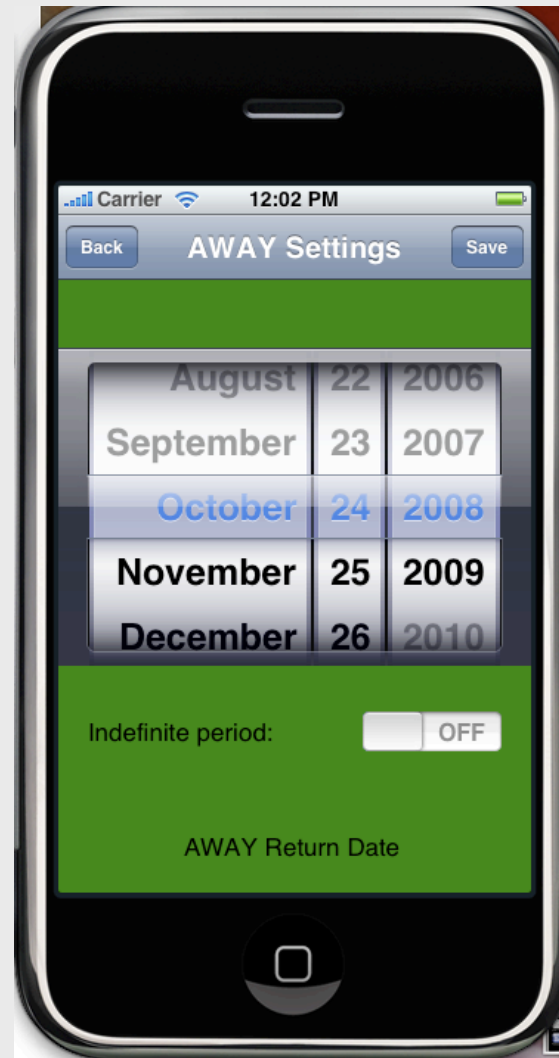 Carrier 12:02 PM
Back AWAY Settings Save
August 22 2006
September 23 2007
October 24 2008
November 25 2009
December 26 2010
Indefinite period: OFF
AWAY Return Date